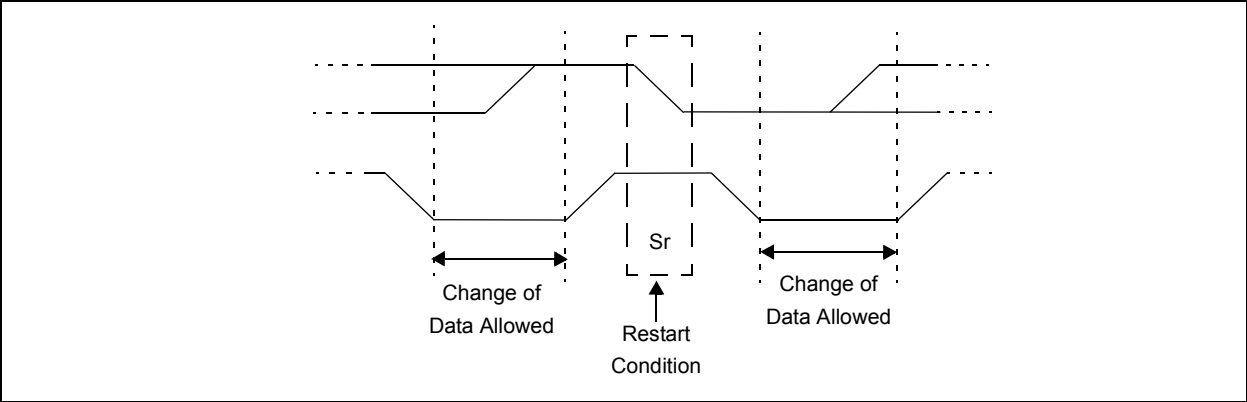 Sr
Change of
Data Allowed
Restart
Condition
Change of
Data Allowed